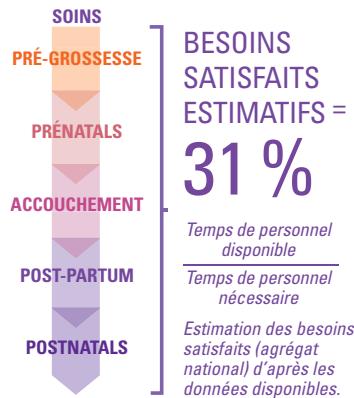 SOINS
PRÉ-GROSSESSE
PRÉNATALS
ACCOUCHEMENT
POST-PARTUM
POSTNATALS
BESOINS
SATISFAITS
ESTIMATIFS =
31 %
Temps de personnel
disponible
Temps de personnel
nécessaire
Estimation des besoins
satisfaits (agrégat
national) d’après les
données disponibles.